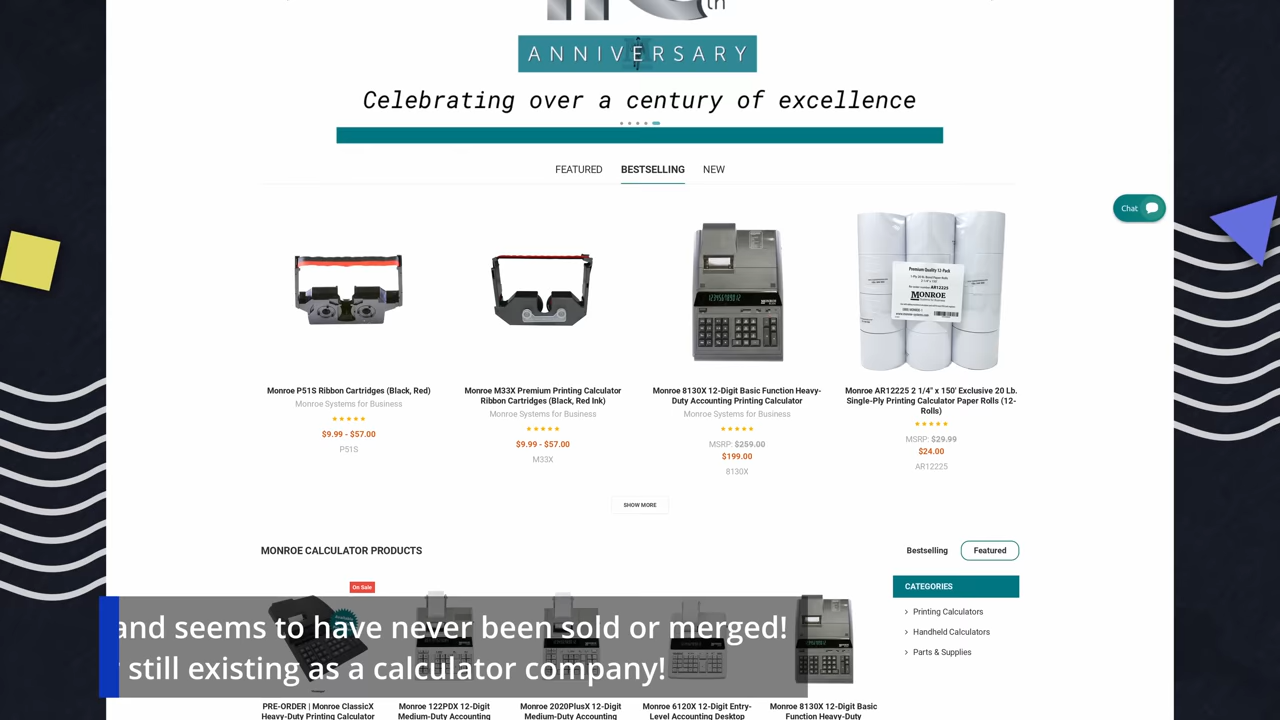 th
ANNIVERSARY
Celebrating over a century of excellence
FEATURED BESTSELLING NEW
Chat
Premium Quality 12-Pack
AR12225
MONROE
Monroe P51S Ribbon Cartridges (Black, Red)
Monroe Systems for Business
$9.99 - $57.00
P51S
Monroe M33X Premium Printing Calculator
Ribbon Cartridges (Black, Red Ink)
Monroe Systems for Business
$9.99 - $57.00
M33X
Monroe 8130X 12-Digit Basic Function Heavy-
Duty Accounting Printing Calculator
Monroe Systems for Business
MSRP: $259.00
$199.00
8130X
Monroe AR12225 2 1/4" x 150' Exclusive 20 Lb.
Single-Ply Printing Calculator Paper Rolls (12-
Rolls)
MSRP: $29.99
$24.00
AR12225
SHOW MORE
MONROE CALCULATOR PRODUCTS
Bestselling Featured
CATEGORIES
Printing Calculators
Handheld Calculators
Parts & Supplies
On Sale
and seems to have never been sold or merged!
still existing as a calculator company!
PRE-ORDER | Monroe ClassicX
Heavy-Duty Printing Calculator
Monroe 122PDX 12-Digit
Medium-Duty Accounting
Monroe 2020PlusX 12-Digit
Medium-Duty Accounting
Monroe 6120X 12-Digit Entry-
Level Accounting Desktop
Monroe 8130X 12-Digit Basic
Function Heavy-Duty